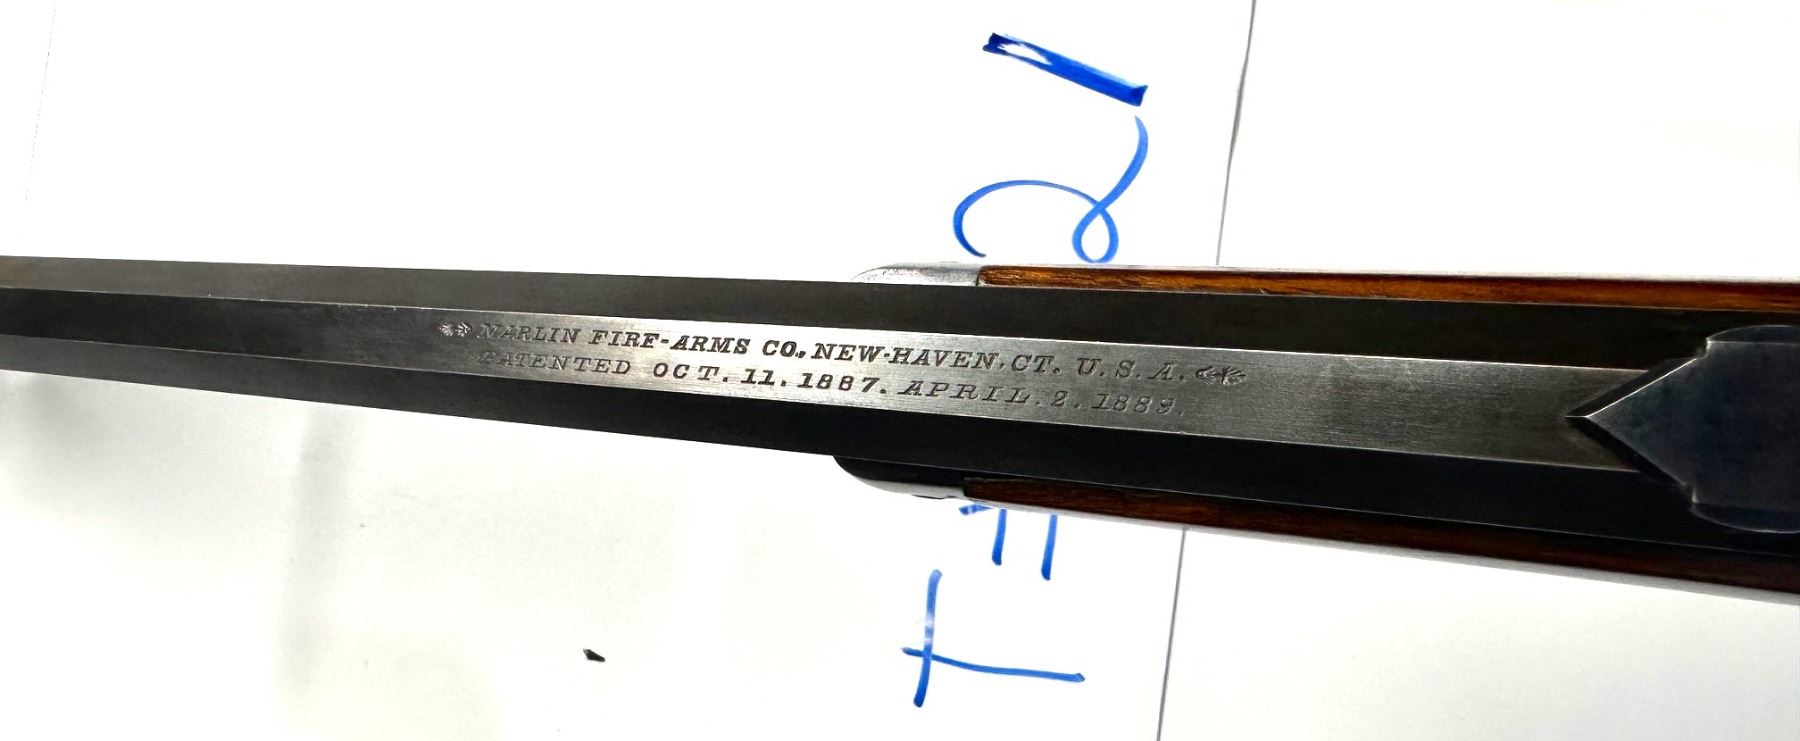 MARLIN FIRE-ARMS CO. NEW-HAVEN. CT. U. S. A.
PATENTED OCT. 11. 1887. APRIL. 2. 1889.